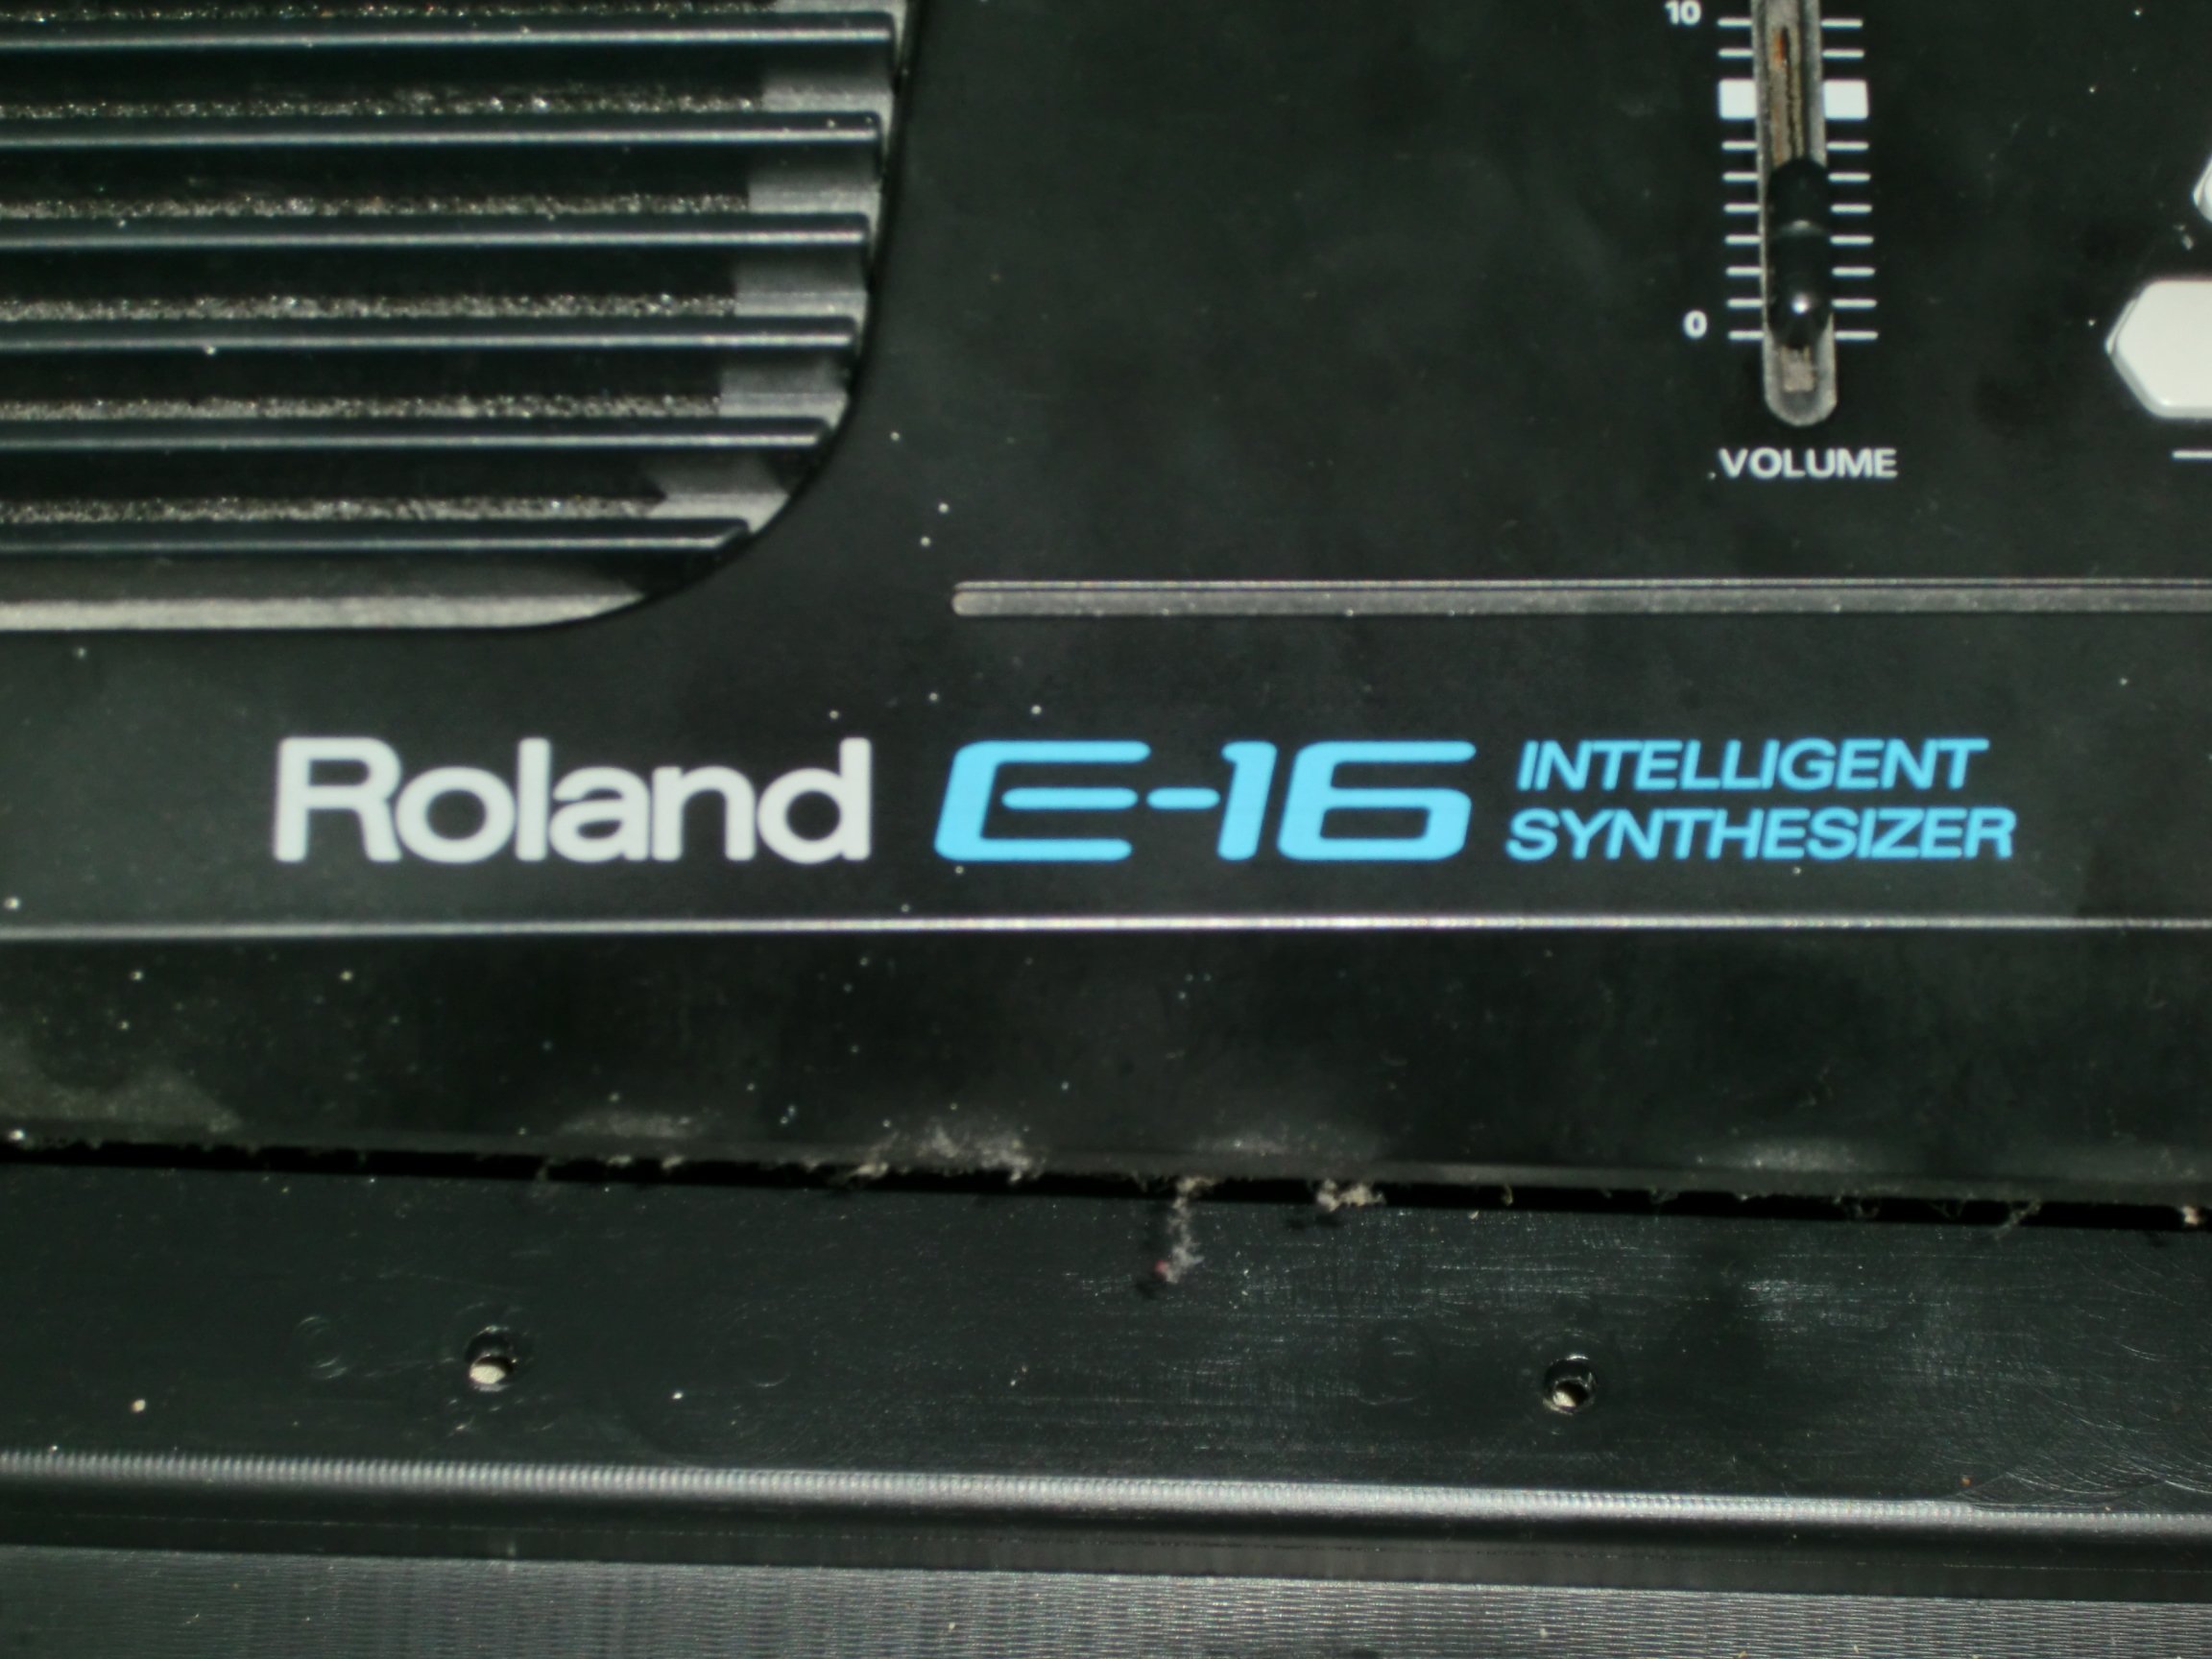 10
0
VOLUME
Roland E-16 INTELLIGENT
SYNTHESIZER